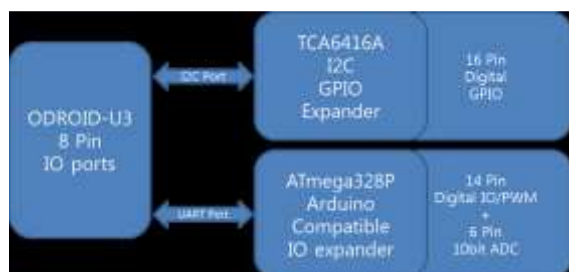 ODROID-U3
8 Pin
IO ports
I2C Port
UART Port
TCA6416A
I2C
GPIO
Expander
16 Pin
Digital
GPIO
ATmega328P
Arduino
Compatible
IO expander
14 Pin
Digital IO/PWM
+
6 Pin
10bit ADC